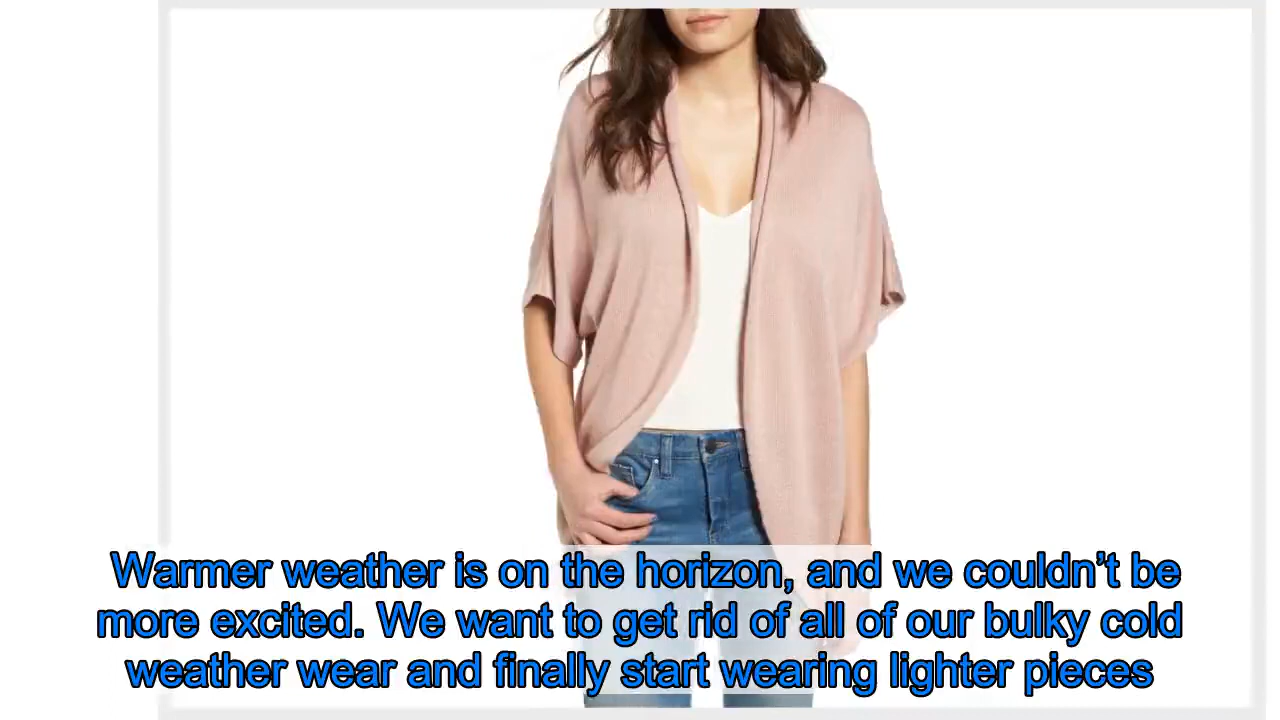 Warmer weather is on the horizon, and we couldn’t be
more excited. We want to get rid of all of our bulky cold
weather wear and finally start wearing lighter pieces